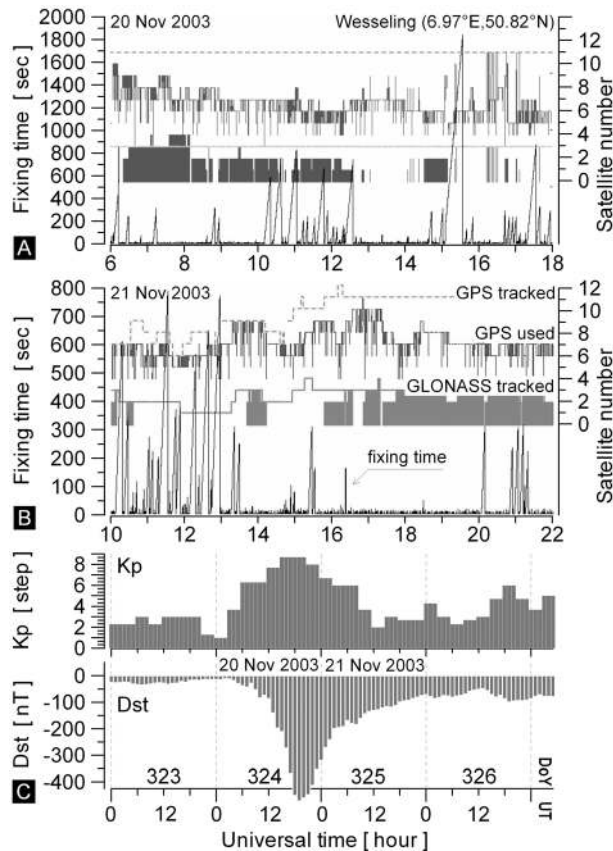 20 Nov 2003 Wesseling (6.97°E,50.82°N)
Fixing time [ sec]
2000
1800
1600
1400
1200
1000
800
600
400
200
0
12
10
8
6
4
2
0
Satellite number
A
6 8 10 12 14 16 18
21 Nov 2003
Fixing time [ sec]
800
700
600
500
400
300
200
100
0
GPS tracked
GPS used
GLONASS tracked
fixing time
12
10
8
6
4
2
0
Satellite number
B
10 12 14 16 18 20 22
Kp [ step]
8
6
4
2
0
Kp
20 Nov 2003 21 Nov 2003
Dst [ nT]
0
-100
-200
-300
-400
Dst
323 324 325 326 DoY
C
0 12 0 12 0 12 0 12 UT
Universal time [ hour]